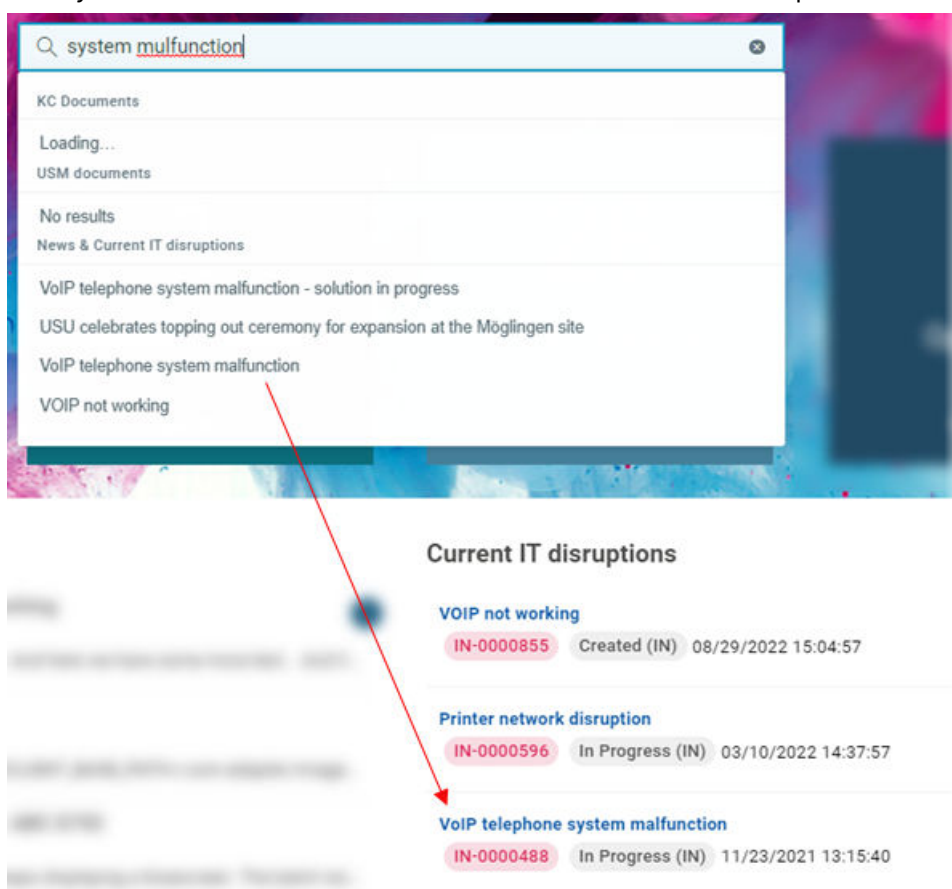 system mulfunction
KC Documents
Loading...
USM documents
No results
News & Current IT disruptions
VoIP telephone system malfunction - solution in progress
USU celebrates topping out ceremony for expansion at the Möglingen site
VoIP telephone system malfunction
VOIP not working
Current IT disruptions
VOIP not working
IN-0000855 Created (IN) 08/29/2022 15:04:57
Printer network disruption
IN-0000596 In Progress (IN) 03/10/2022 14:37:57
VoIP telephone system malfunction
IN-0000488 In Progress (IN) 11/23/2021 13:15:40